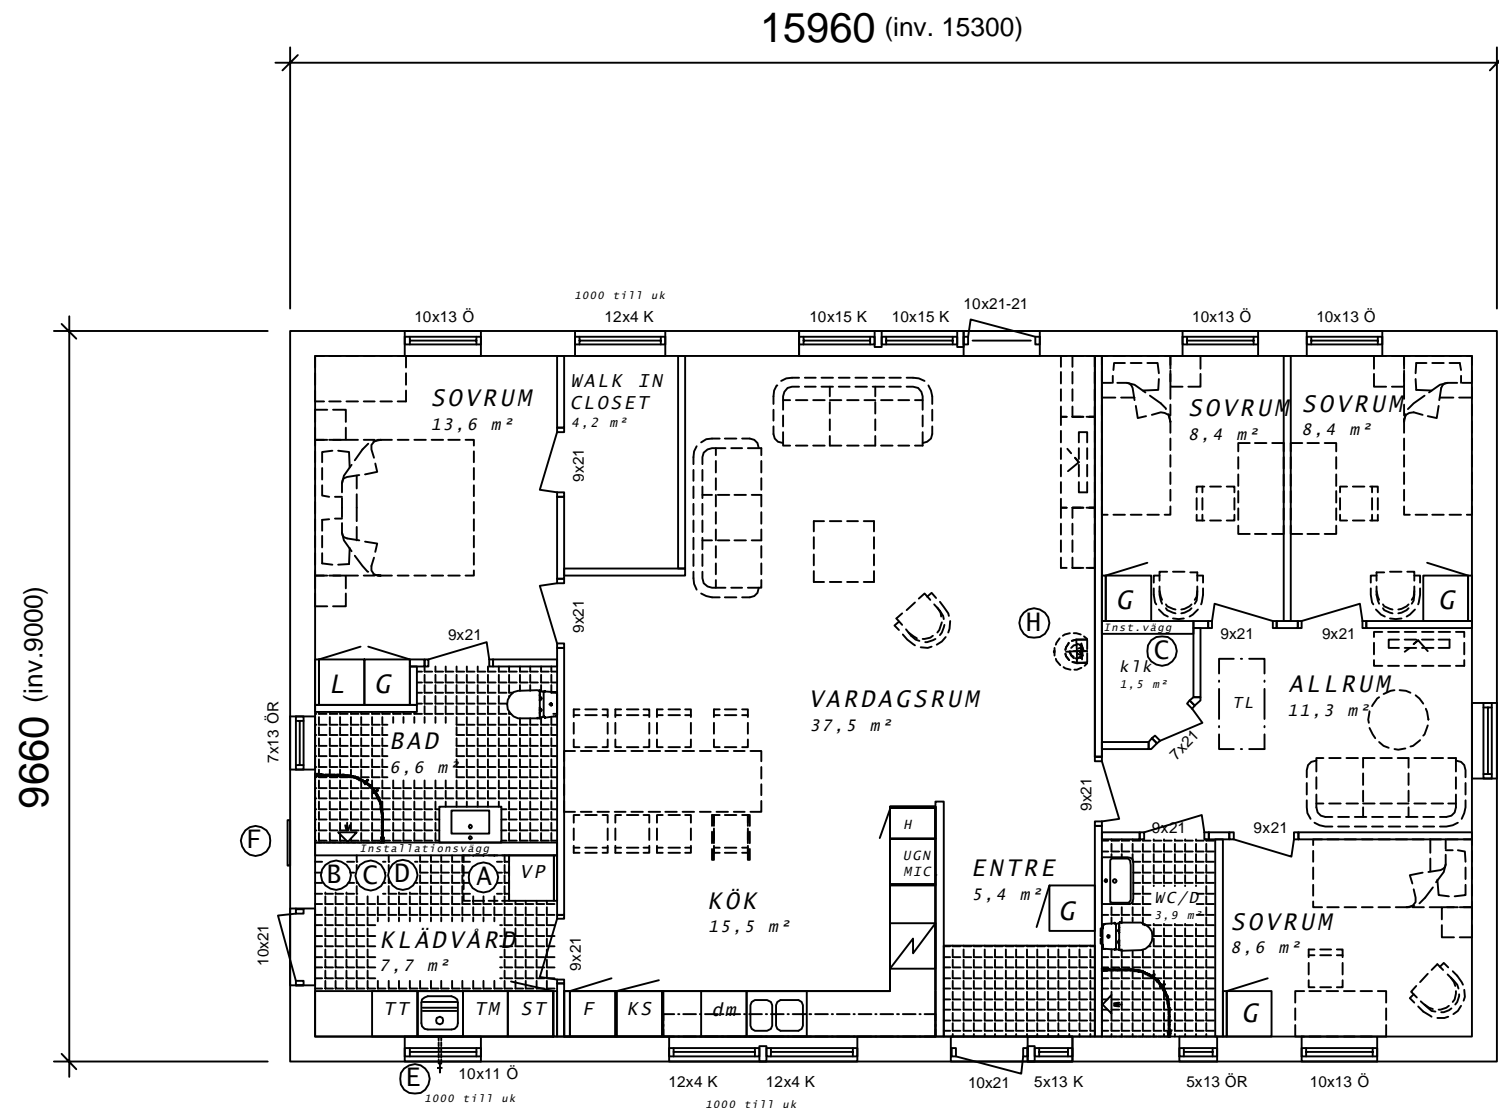 15960 (inv. 15300)
9660 (inv.9000)
1000 till uk
10x13 Ö
12x4 K
10x15 K
10x15 K
10x21-21
10x13 Ö
10x13 Ö
SOVRUM
13,6 m²
WALK IN
CLOSET
4,2 m²
9x21
SOVRUM
8,4 m²
SOVRUM
8,4 m²
G
G
9x21
9x21
L
G
9x21
H
Inst.vägg
C
klk
1,5 m²
9x21
9x21
TL
ALLRUM
11,3 m²
7x21
VARDAGSRUM
37,5 m²
7x13 ÖR
BAD
6,6 m²
9x21
9x21
9x21
F
Installationsvägg
B
C
D
A
VP
H
UGN
MIC
KÖK
15,5 m²
ENTRE
5,4 m²
G
WC/D
3,9 m²
SOVRUM
8,6 m²
10x21
KLÄDVÅRD
7,7 m²
9x21
TT
TM
ST
F
KS
dm
G
E
10x11 Ö
1000 till uk
12x4 K
12x4 K
1000 till uk
10x21
5x13 K
5x13 ÖR
10x13 Ö